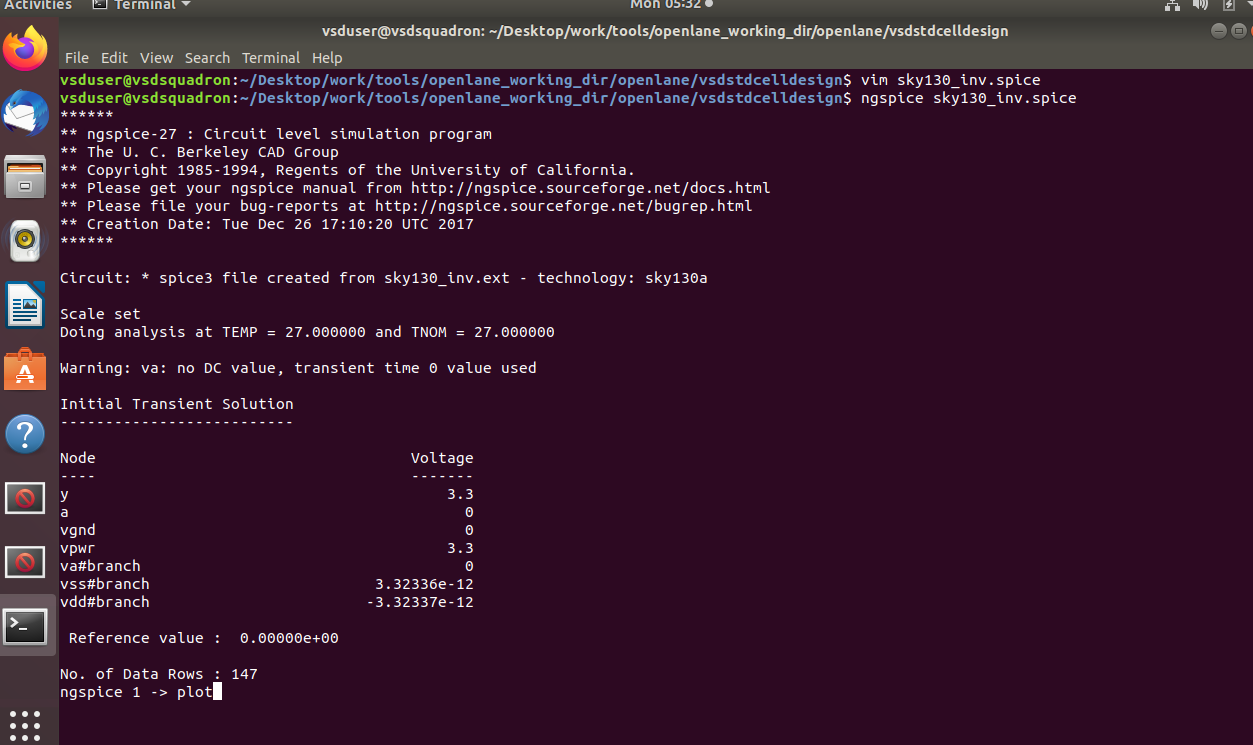 Activities Terminal Mon 05:32
vsduser@vsdsquadron: ~/Desktop/work/tools/openlane_working_dir/openlane/vsdstdcelldesign
File Edit View Search Terminal Help
vsduser@vsdsquadron:~/Desktop/work/tools/openlane_working_dir/openlane/vsdstdcelldesign$ vim sky130_inv.spice
vsduser@vsdsquadron:~/Desktop/work/tools/openlane_working_dir/openlane/vsdstdcelldesign$ ngspice sky130_inv.spice
******
** ngspice-27 : Circuit level simulation program
** The U. C. Berkeley CAD Group
** Copyright 1985-1994, Regents of the University of California.
** Please get your ngspice manual from http://ngspice.sourceforge.net/docs.html
** Please file your bug-reports at http://ngspice.sourceforge.net/bugrep.html
** Creation Date: Tue Dec 26 17:10:20 UTC 2017
******
Circuit: * spice3 file created from sky130_inv.ext - technology: sky130a
Scale set
Doing analysis at TEMP = 27.000000 and TNOM = 27.000000
Warning: va: no DC value, transient time 0 value used
Initial Transient Solution
--------------------------
Node Voltage
---- -------
y 3.3
a 0
vgnd 0
vpwr 3.3
va#branch 0
vss#branch 3.32336e-12
vdd#branch -3.32337e-12
Reference value : 0.00000e+00
No. of Data Rows : 147
ngspice 1 -> plot